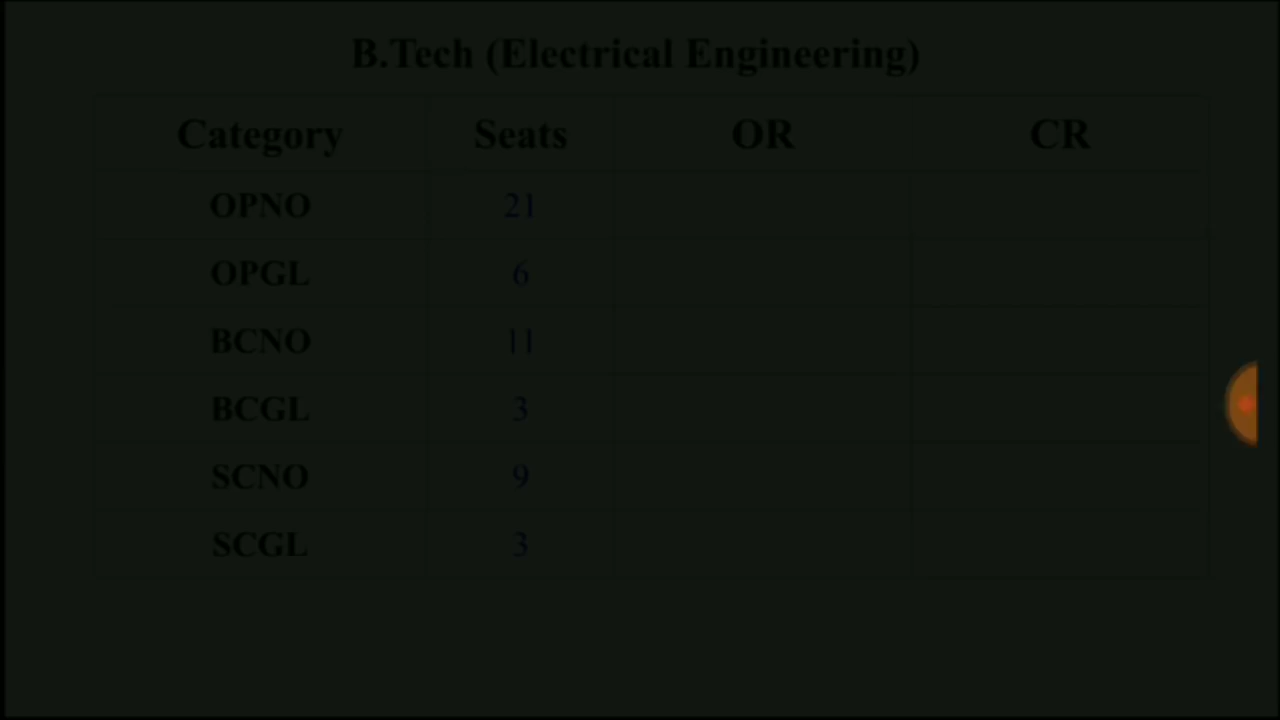 B.Tech (Electrical Engineering)
Category Seats OR CR
OPNO 21
OPGL 6
BCNO 11
BCGL 3
SCNO 9
SCGL 3